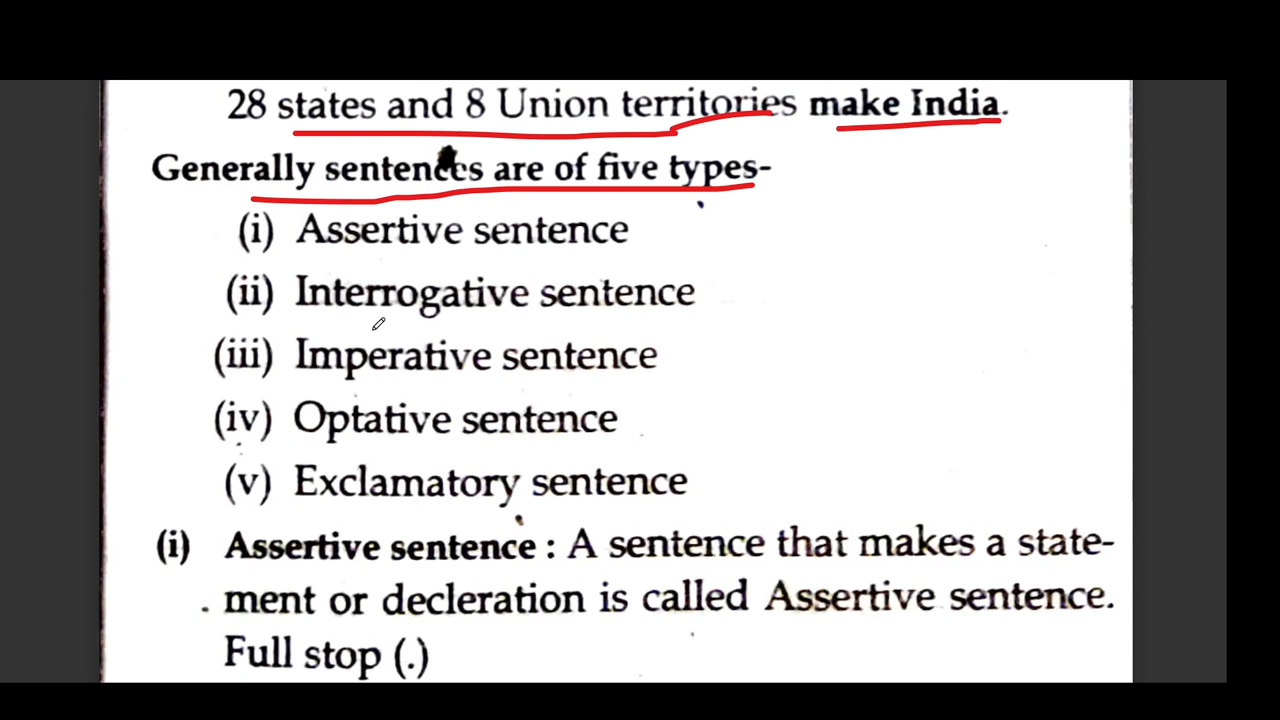 28 states and 8 Union territories make India.
Generally sentences are of five types-
(i) Assertive sentence
(ii) Interrogative sentence
(iii) Imperative sentence
(iv) Optative sentence
(v) Exclamatory sentence
(i) Assertive sentence : A sentence that makes a state-
ment or decleration is called Assertive sentence.
Full stop (.)